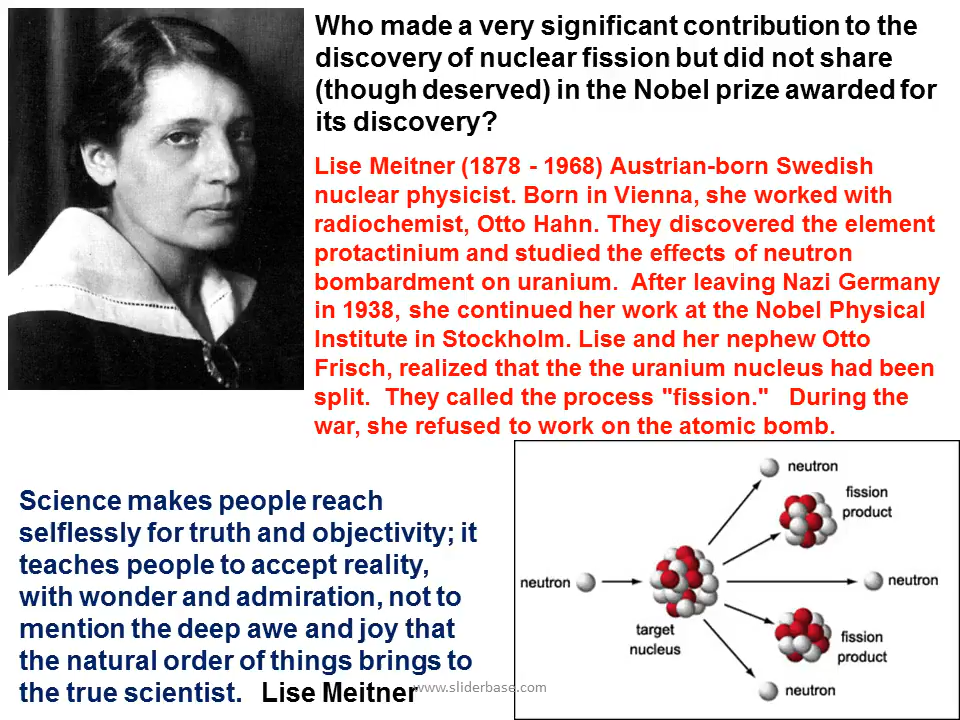 Who made a very significant contribution to the
discovery of nuclear fission but did not share
(though deserved) in the Nobel prize awarded for
its discovery?
Lise Meitner (1878 - 1968) Austrian-born Swedish
nuclear physicist. Born in Vienna, she worked with
radiochemist, Otto Hahn. They discovered the element
protactinium and studied the effects of neutron
bombardment on uranium.  After leaving Nazi Germany
in 1938, she continued her work at the Nobel Physical
Institute in Stockholm. Lise and her nephew Otto
Frisch, realized that the the uranium nucleus had been
split.  They called the process "fission."   During the
war, she refused to work on the atomic bomb.
Science makes people reach
selflessly for truth and objectivity; it
teaches people to accept reality,
with wonder and admiration, not to
mention the deep awe and joy that
the natural order of things brings to
the true scientist.   Lise Meitner
www.sliderbase.com
neutron
fission
product
neutron
neutron
target
nucleus
fission
product
neutron